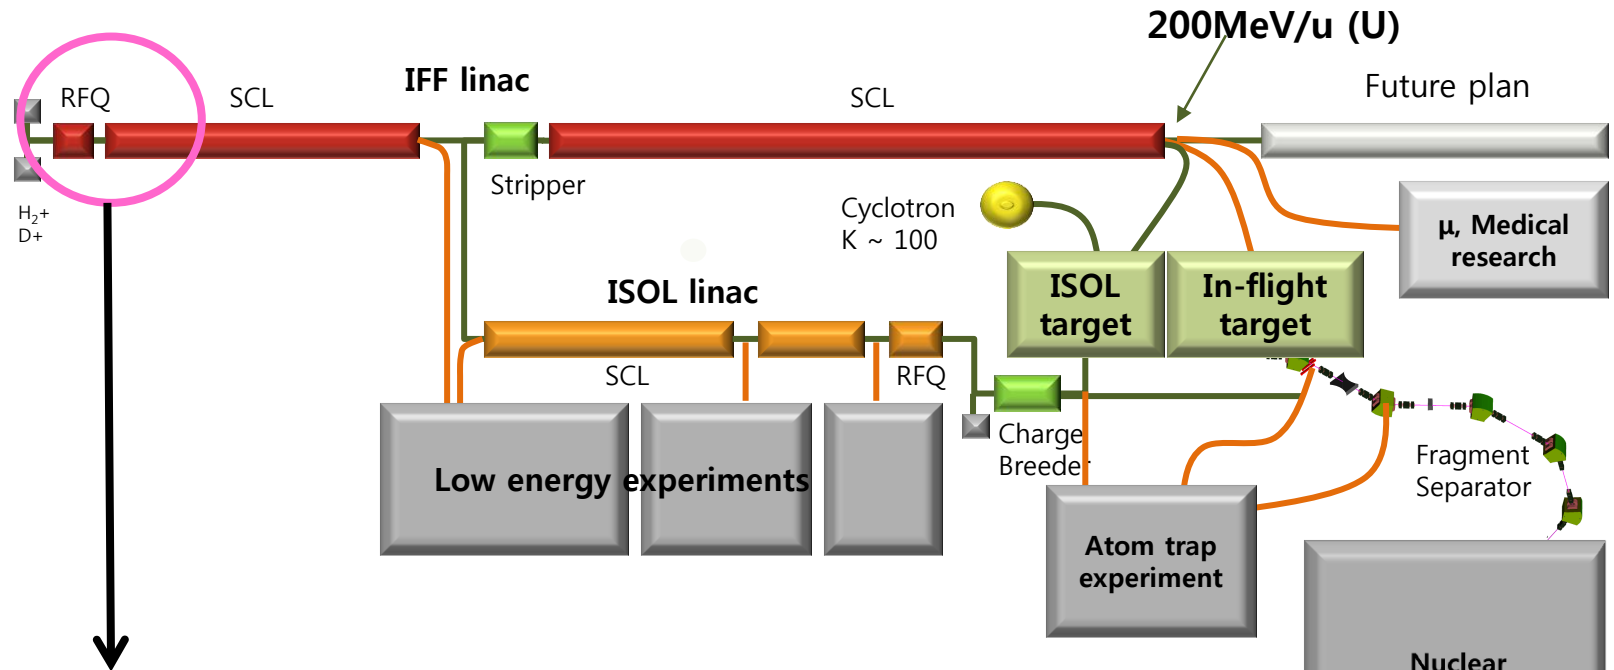 200MeV/u (U)
IFF linac
Future plan
RFQ
SCL
SCL
Stripper
H2+
D+
Cyclotron
K ~ 100
μ, Medical
research
ISOL linac
ISOL
target
In-flight
target
SCL
RFQ
Charge
Breeder
Fragment
Separator
Low energy experiments
Atom trap
experiment
Nuclear